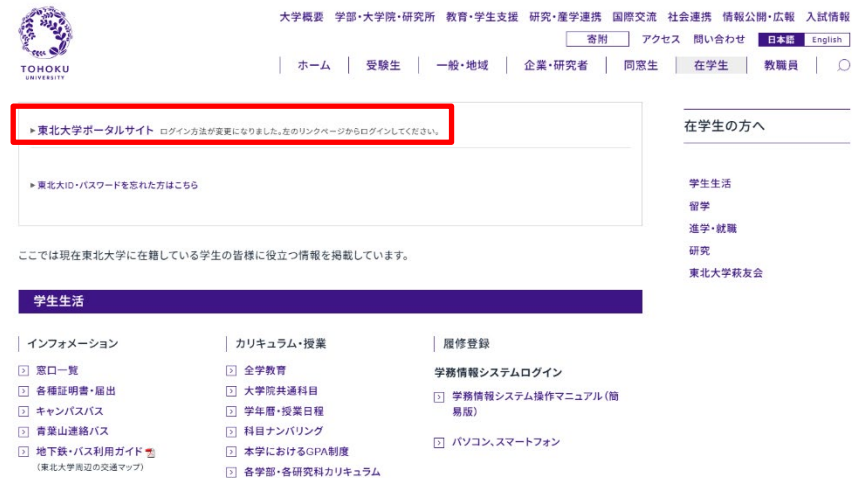 大学概要 学部・大学院・研究所 教育・学生支援 研究・産学連携 国際交流 社会連携 情報公開・広報 入試情報
寄附 アクセス 問い合わせ 日本語 English
TOHOKU
UNIVERSITY
ホーム 受験生 一般・地域 企業・研究者 同窓生 在学生 教職員
東北大学ポータルサイト ログイン方法が変更になりました。左のリンクページからログインしてください。
東北大ID・パスワードを忘れた方はこちら
ここでは現在東北大学に在籍している学生の皆様に役立つ情報を掲載しています。
学生生活
インフォメーション
窓口一覧
各種証明書・届出
キャンパスバス
青葉山連絡バス
地下鉄・バス利用ガイド
(東北大学周辺の交通マップ)
カリキュラム・授業
全学教育
大学院共通科目
学年暦・授業日程
科目ナンバリング
本学におけるGPA制度
各学部・各研究科カリキュラム
履修登録
学務情報システムログイン
学務情報システム操作マニュアル(簡
易版)
パソコン、スマートフォン
在学生の方へ
学生生活
留学
進学・就職
研究
東北大学萩友会